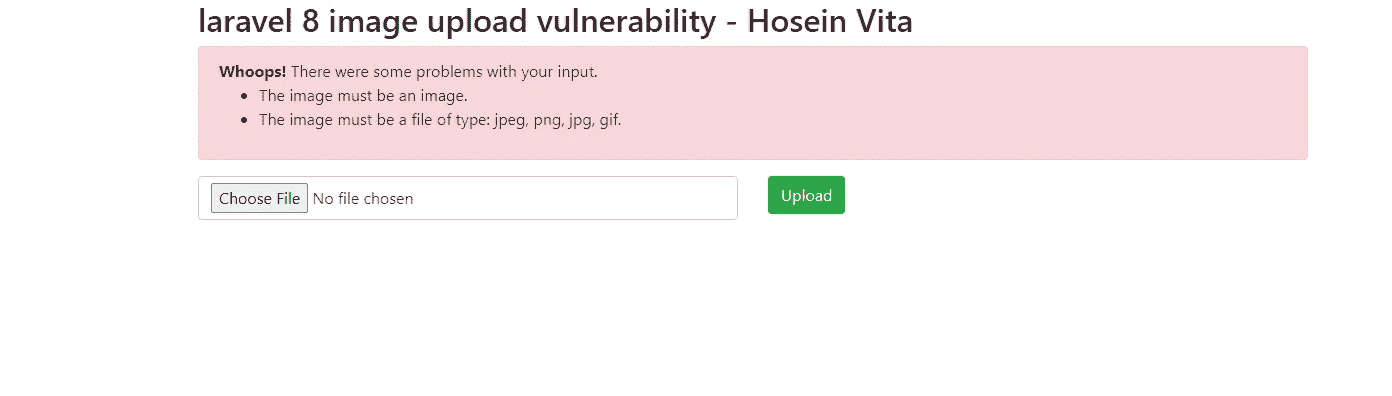 laravel 8 image upload vulnerability - Hosein Vita
Whoops! There were some problems with your input.
The image must be an image.
The image must be a file of type: jpeg, png, jpg, gif.
Choose File No file chosen Upload